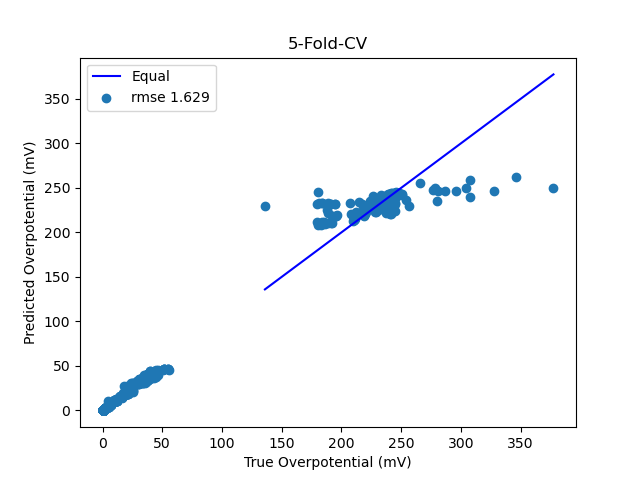 5-Fold-CV
Equal
rmse 1.629
350
300
250
200
150
100
50
0
Predicted Overpotential (mV)
0 50 100 150 200 250 300 350
True Overpotential (mV)